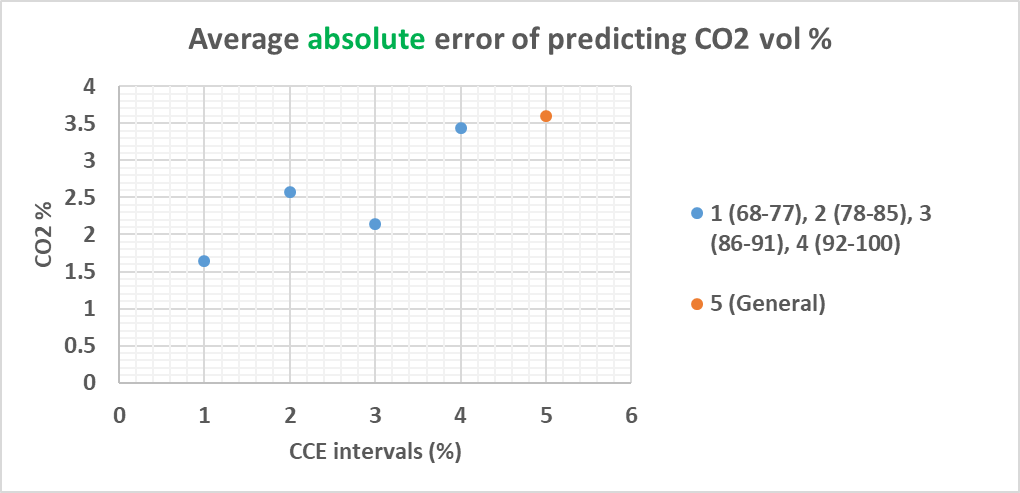 Average absolute error of predicting CO2 vol %
4
3.5
3
2.5
2
1.5
1
0.5
0
CO2 %
0 1 2 3 4 5 6
CCE intervals (%)
1 (68-77), 2 (78-85), 3
(86-91), 4 (92-100)
5 (General)